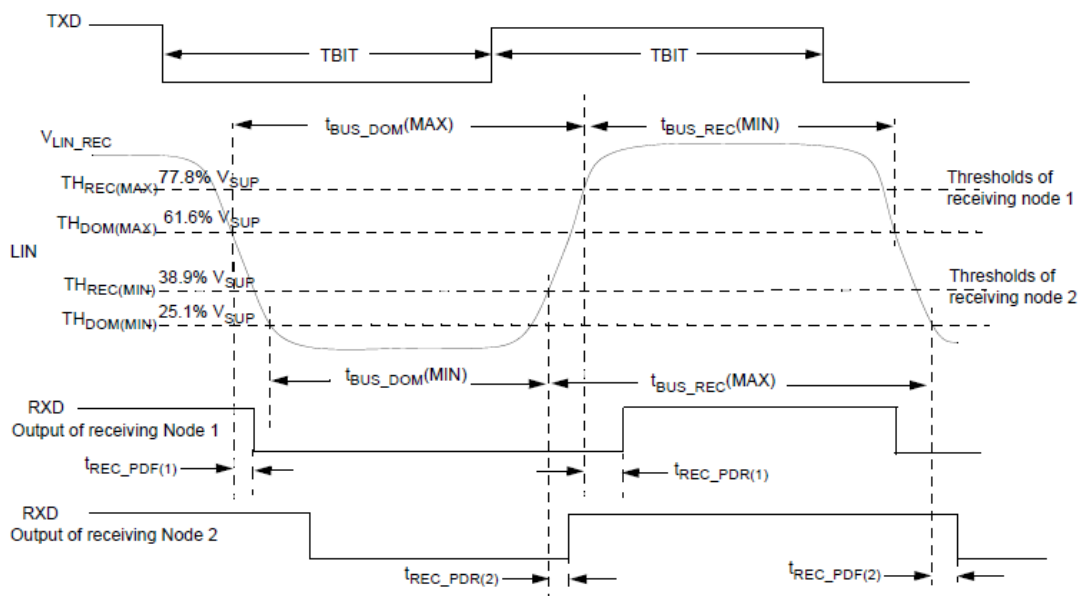 TXD
TBIT
TBIT
tBUS_DOM(MAX)
tBUS_REC(MIN)
VLIN_REC
THREC(MAX) 77.8% VSUP
Thresholds of
receiving node 1
THDOM(MAX) 61.6% VSUP
LIN
THREC(MIN) 38.9% VSUP
Thresholds of
receiving node 2
THDOM(MIN) 25.1% VSUP
tBUS_DOM(MIN)
tBUS_REC(MAX)
RXD
Output of receiving Node 1
tREC_PDF(1)
tREC_PDR(1)
RXD
Output of receiving Node 2
tREC_PDR(2)
tREC_PDF(2)